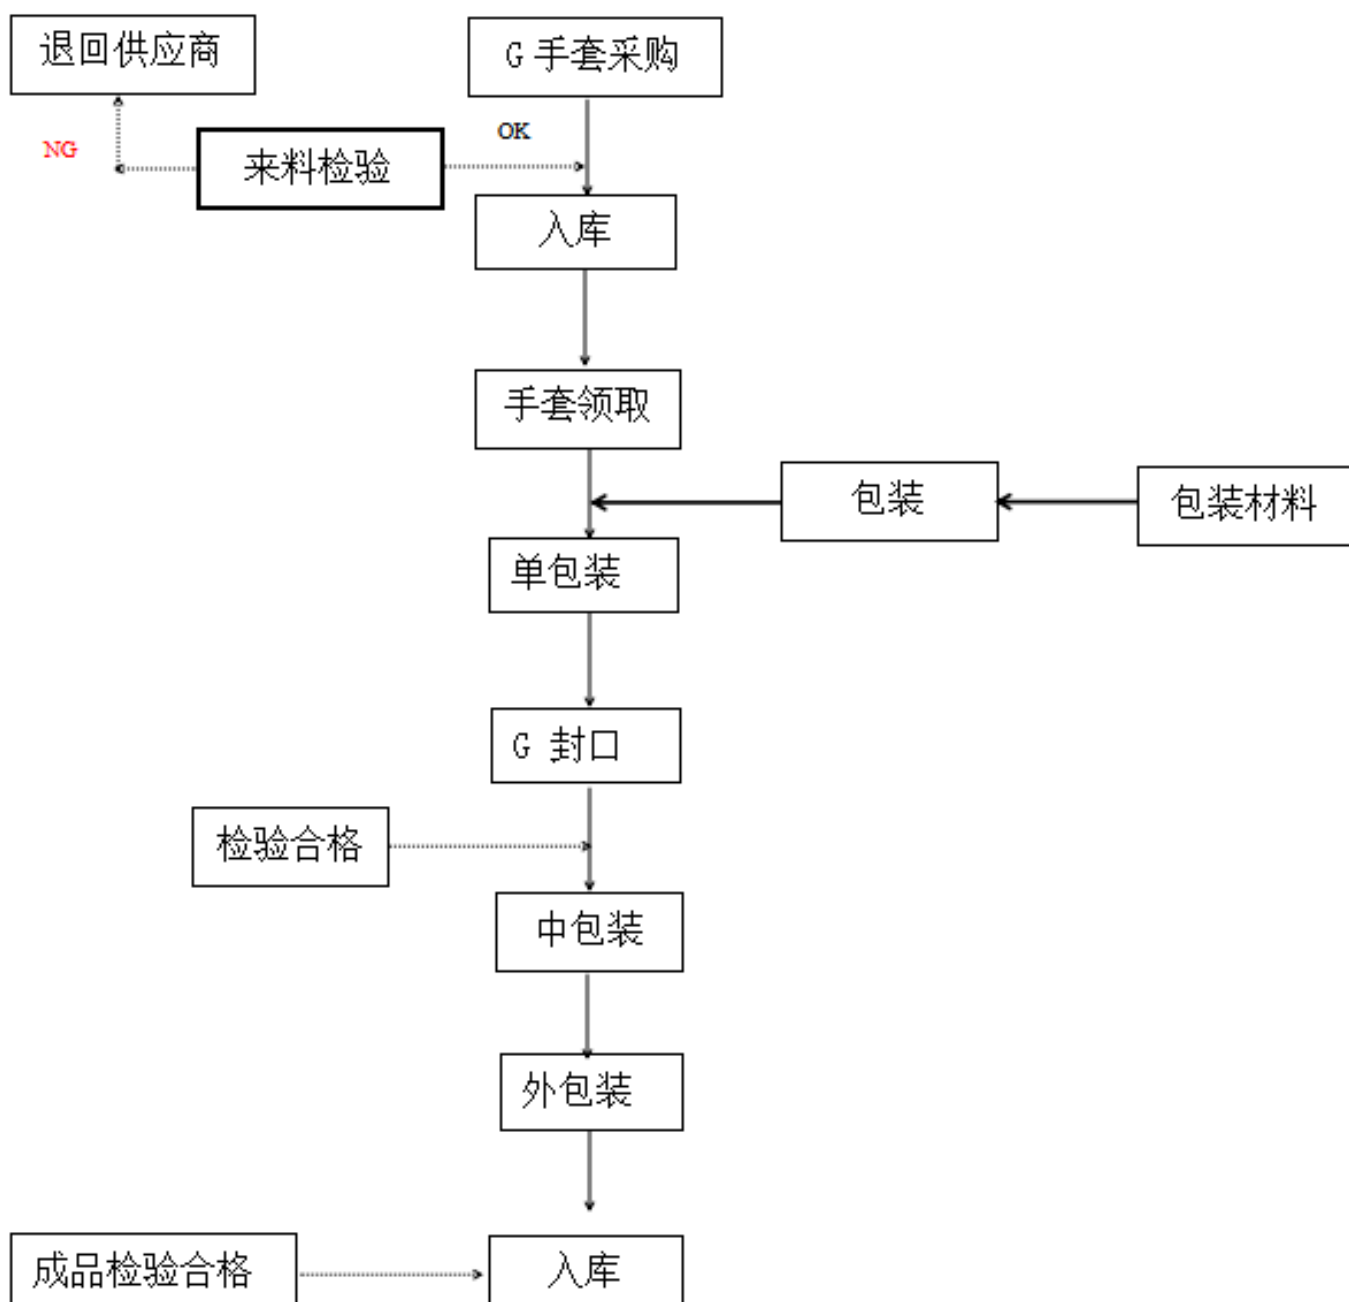 退回供应商
G 手套采购
OK
NG
来料检验
入库
手套领取
包装
包装材料
单包装
G 封口
检验合格
中包装
外包装
成品检验合格
入库